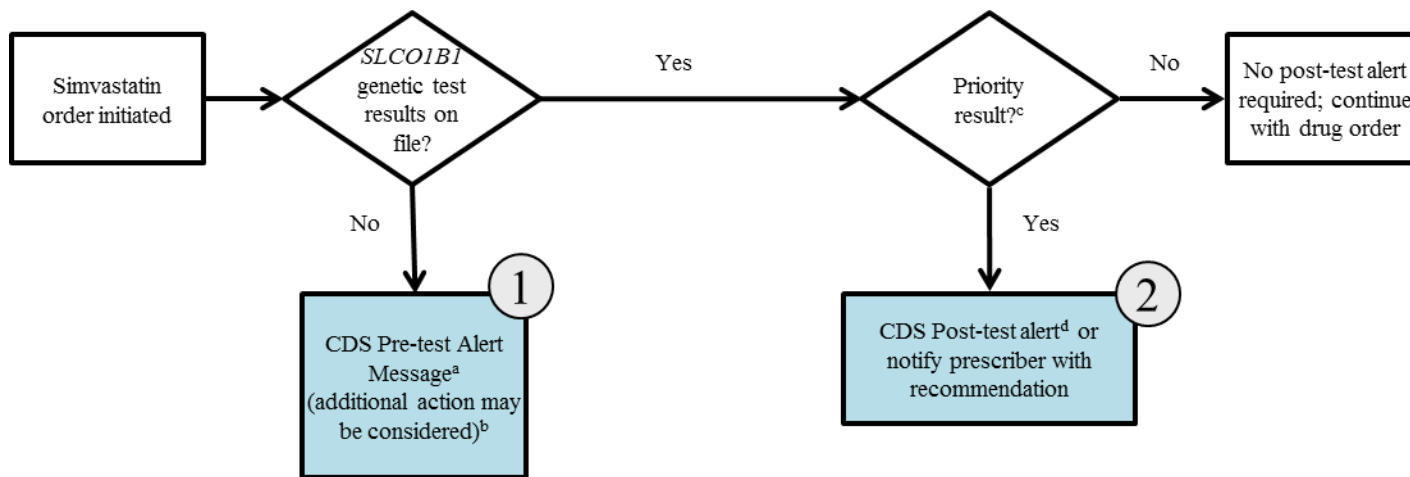 Simvastatin
order initiated
SLCO1B1
genetic test
results on
file?
Yes
Priority
result?ᶜ
No
No post-test alert
required; continue
with drug order
No
Yes
1
CDS Pre-test Alert
Messageᵃ
(additional action may
be considered)ᵇ
2
CDS Post-test alertᵈ or
notify prescriber with
recommendation